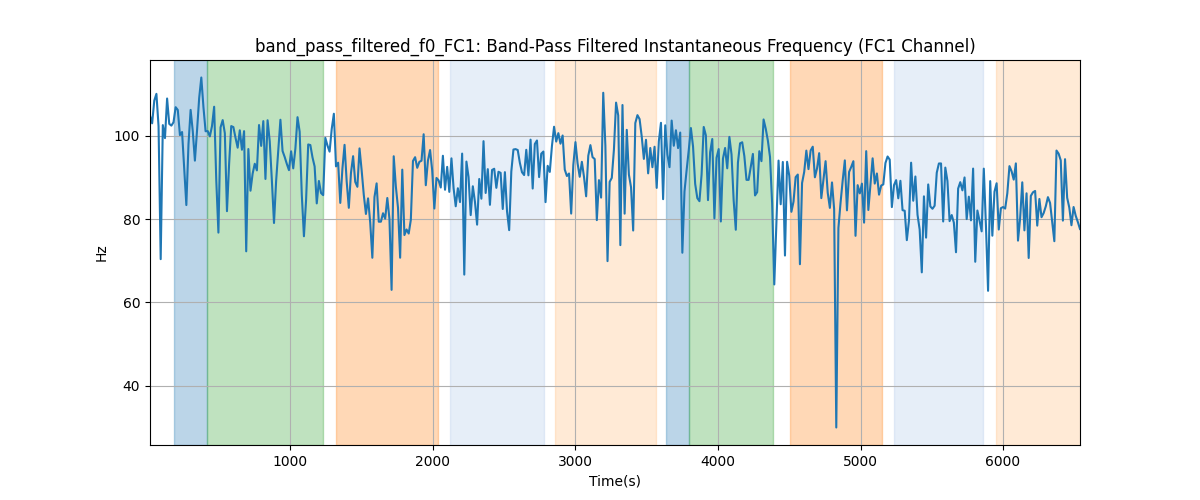 band_pass_filtered_f0_FC1: Band-Pass Filtered Instantaneous Frequency (FC1 Channel)
100
80
60
40
Hz
1000 2000 3000 4000 5000 6000
Time(s)